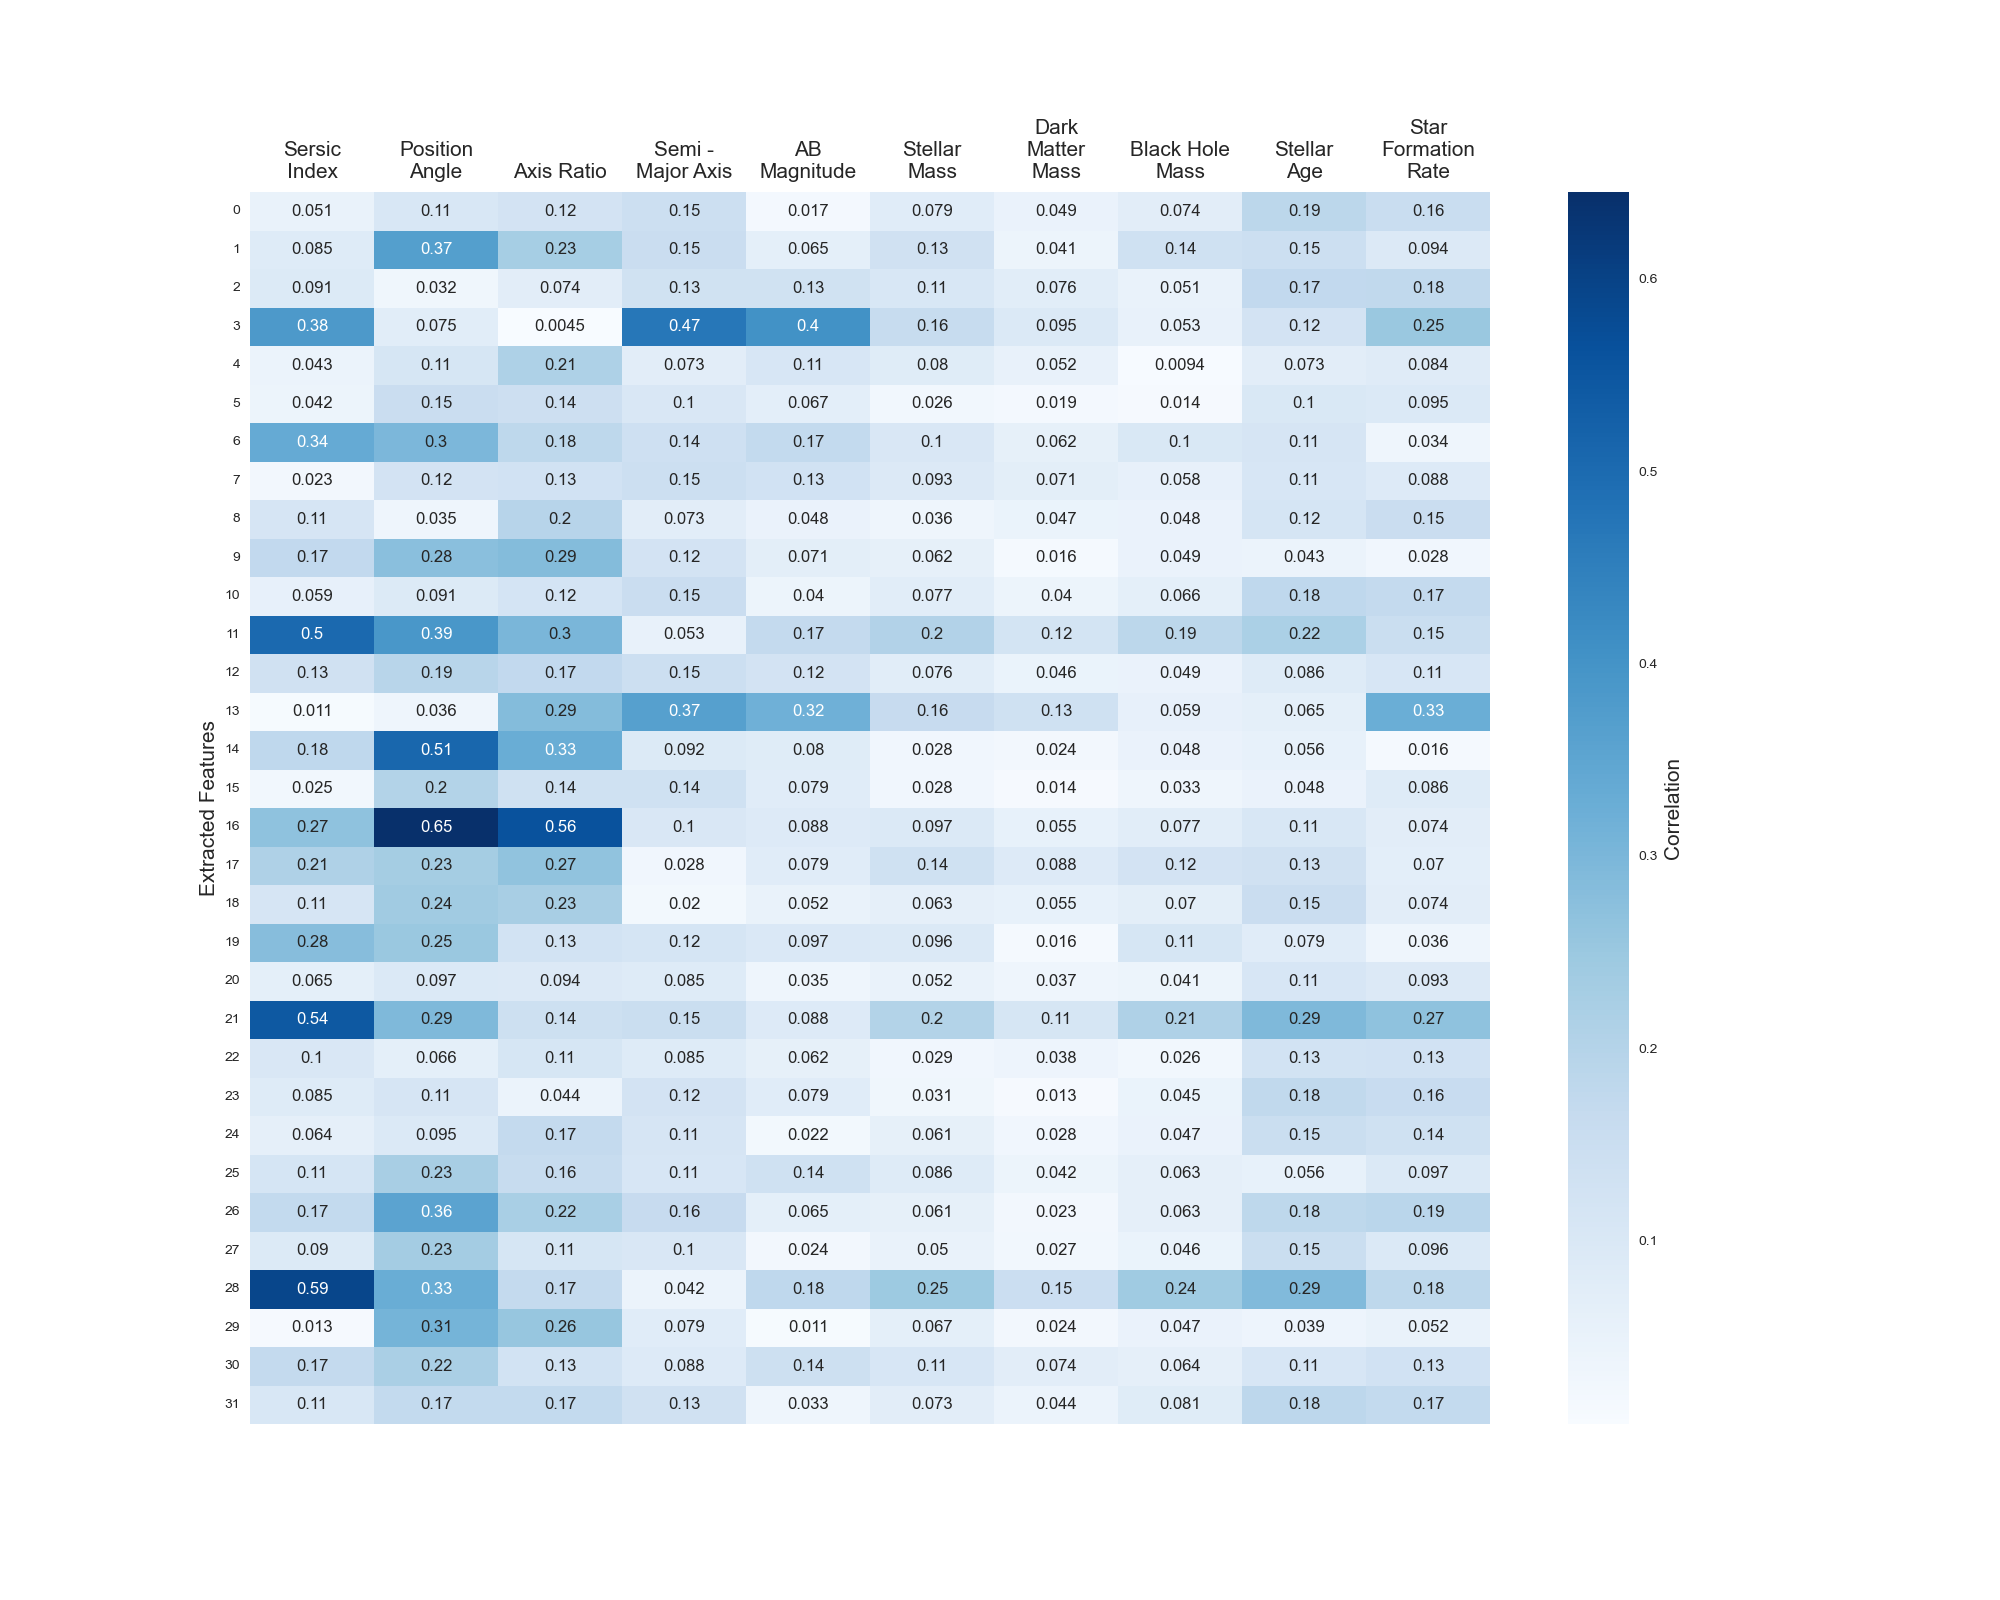 Sersic Index
Position Angle
Axis Ratio
Semi - Major Axis
AB Magnitude
Stellar Mass
Dark Matter Mass
Black Hole Mass
Stellar Age
Star Formation Rate
0 0.051 0.11 0.12 0.15 0.017 0.079 0.049 0.074 0.19 0.16
1 0.085 0.37 0.23 0.15 0.065 0.13 0.041 0.14 0.15 0.094
2 0.091 0.032 0.074 0.13 0.13 0.11 0.076 0.051 0.17 0.18
3 0.38 0.075 0.0045 0.47 0.4 0.16 0.095 0.053 0.12 0.25
4 0.043 0.11 0.21 0.073 0.11 0.08 0.052 0.0094 0.073 0.084
5 0.042 0.15 0.14 0.1 0.067 0.026 0.019 0.014 0.1 0.095
6 0.34 0.3 0.18 0.14 0.17 0.1 0.062 0.1 0.11 0.034
7 0.023 0.12 0.13 0.15 0.13 0.093 0.071 0.058 0.11 0.088
8 0.11 0.035 0.2 0.073 0.048 0.036 0.047 0.048 0.12 0.15
9 0.17 0.28 0.29 0.12 0.071 0.062 0.016 0.049 0.043 0.028
10 0.059 0.091 0.12 0.15 0.04 0.077 0.04 0.066 0.18 0.17
11 0.5 0.39 0.3 0.053 0.17 0.2 0.12 0.19 0.22 0.15
12 0.13 0.19 0.17 0.15 0.12 0.076 0.046 0.049 0.086 0.11
13 0.011 0.036 0.29 0.37 0.32 0.16 0.13 0.059 0.065 0.33
14 0.18 0.51 0.33 0.092 0.08 0.028 0.024 0.048 0.056 0.016
15 0.025 0.2 0.14 0.14 0.079 0.028 0.014 0.033 0.048 0.086
16 0.27 0.65 0.56 0.1 0.088 0.097 0.055 0.077 0.11 0.074
17 0.21 0.23 0.27 0.028 0.079 0.14 0.088 0.12 0.13 0.07
18 0.11 0.24 0.23 0.02 0.052 0.063 0.055 0.07 0.15 0.074
19 0.28 0.25 0.13 0.12 0.097 0.096 0.016 0.11 0.079 0.036
20 0.065 0.097 0.094 0.085 0.035 0.052 0.037 0.041 0.11 0.093
21 0.54 0.29 0.14 0.15 0.088 0.2 0.11 0.21 0.29 0.27
22 0.1 0.066 0.11 0.085 0.062 0.029 0.038 0.026 0.13 0.13
23 0.085 0.11 0.044 0.12 0.079 0.031 0.013 0.045 0.18 0.16
24 0.064 0.095 0.17 0.11 0.022 0.061 0.028 0.047 0.15 0.14
25 0.11 0.23 0.16 0.11 0.14 0.086 0.042 0.063 0.056 0.097
26 0.17 0.36 0.22 0.16 0.065 0.061 0.023 0.063 0.18 0.19
27 0.09 0.23 0.11 0.1 0.024 0.05 0.027 0.046 0.15 0.096
28 0.59 0.33 0.17 0.042 0.18 0.25 0.15 0.24 0.29 0.18
29 0.013 0.31 0.26 0.079 0.011 0.067 0.024 0.047 0.039 0.052
30 0.17 0.22 0.13 0.088 0.14 0.11 0.074 0.064 0.11 0.13
31 0.11 0.17 0.17 0.13 0.033 0.073 0.044 0.081 0.18 0.17
Extracted Features
0.6
0.5
0.4
0.3
0.2
0.1
Correlation